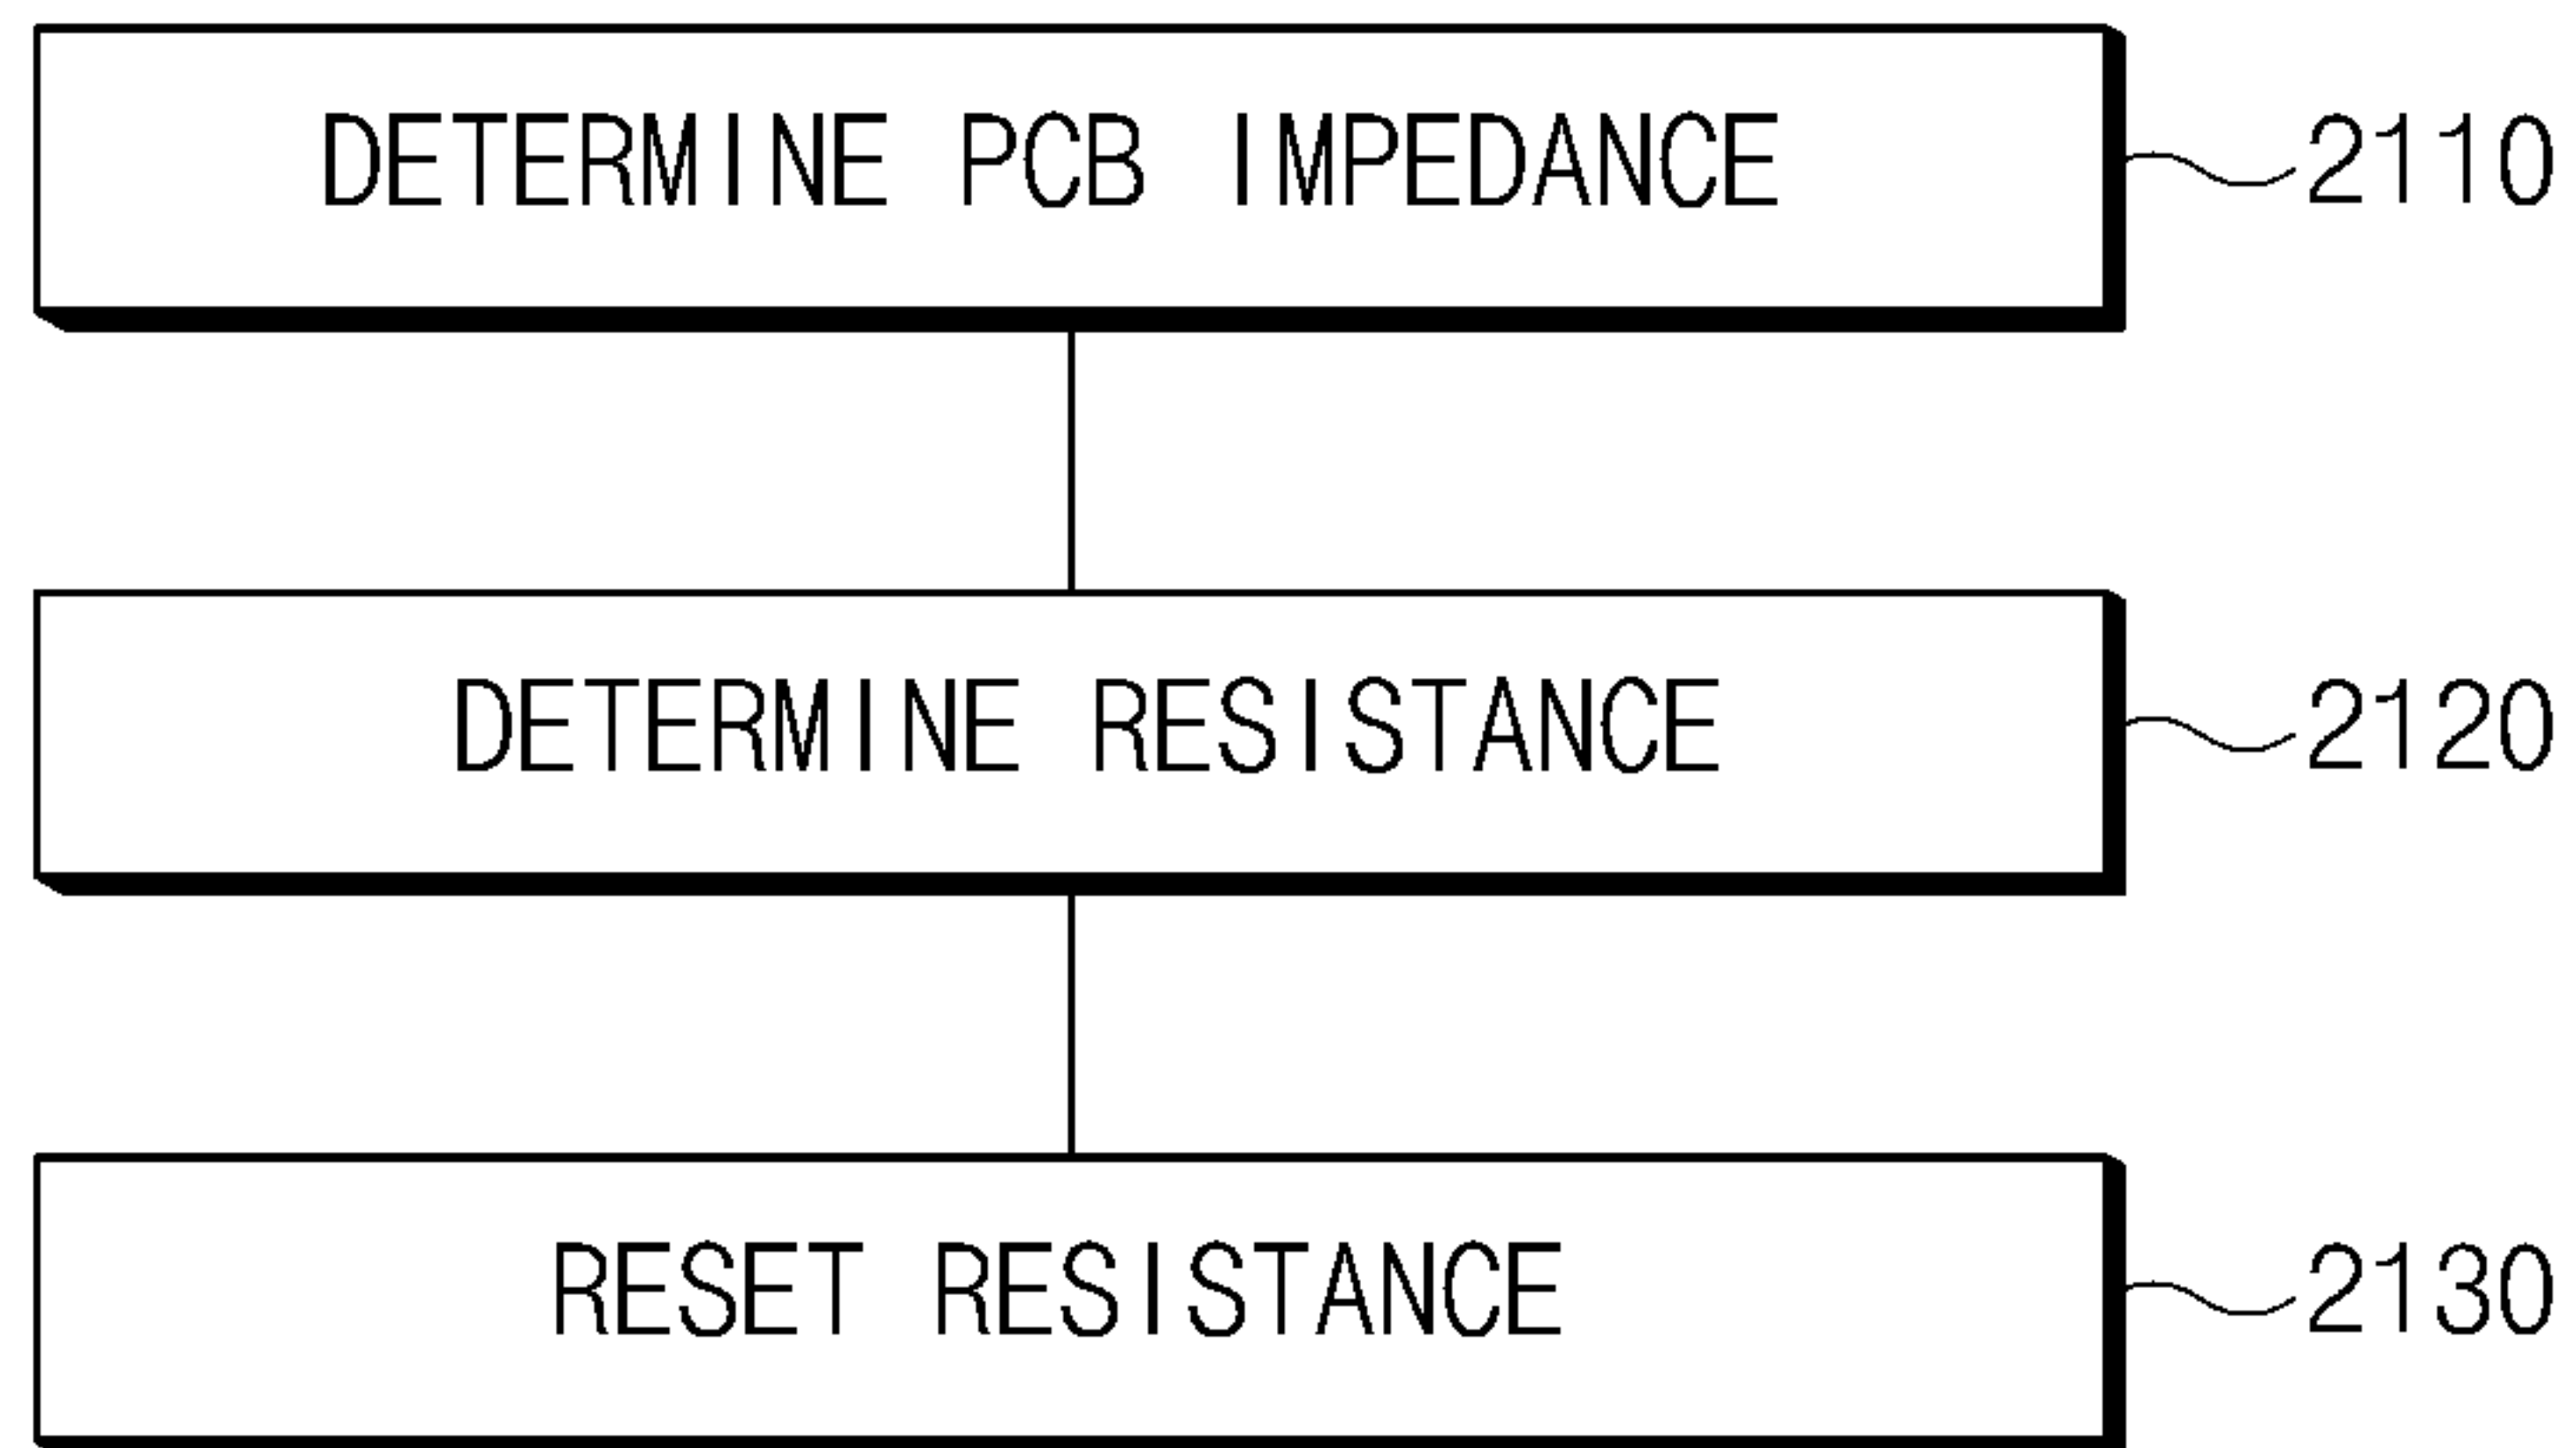 DETERMINE PCB IMPEDANCE 2110
DETERMINE RESISTANCE 2120
RESET RESISTANCE 2130